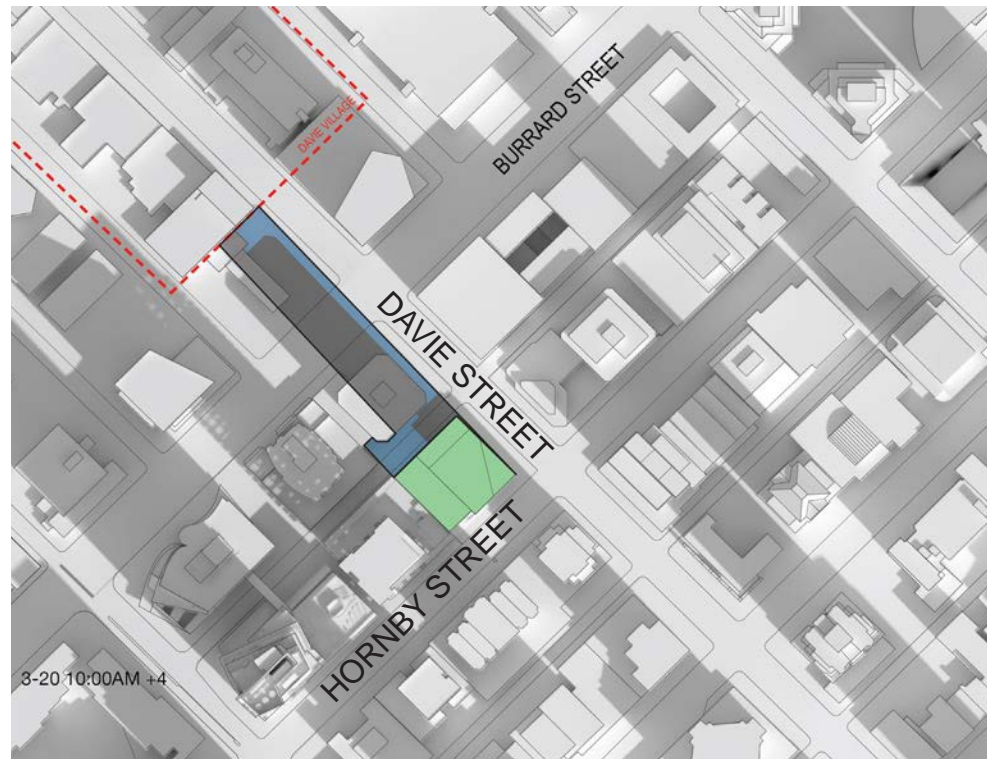 BURRARD STREET
DAVIE VILLAGE
DAVIE STREET
HORNBY STREET
3-20 10:00AM +4